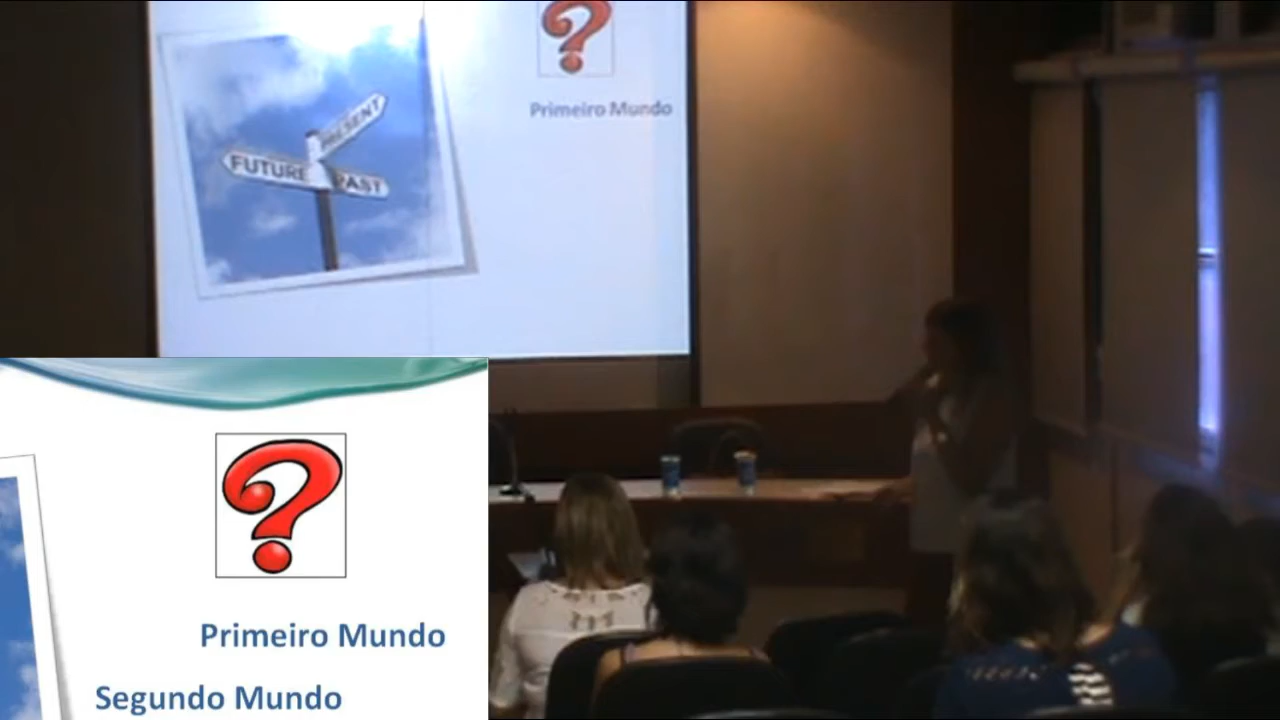 Primeiro Mundo
PRESENT
FUTURE
PAST
Primeiro Mundo
Segundo Mundo